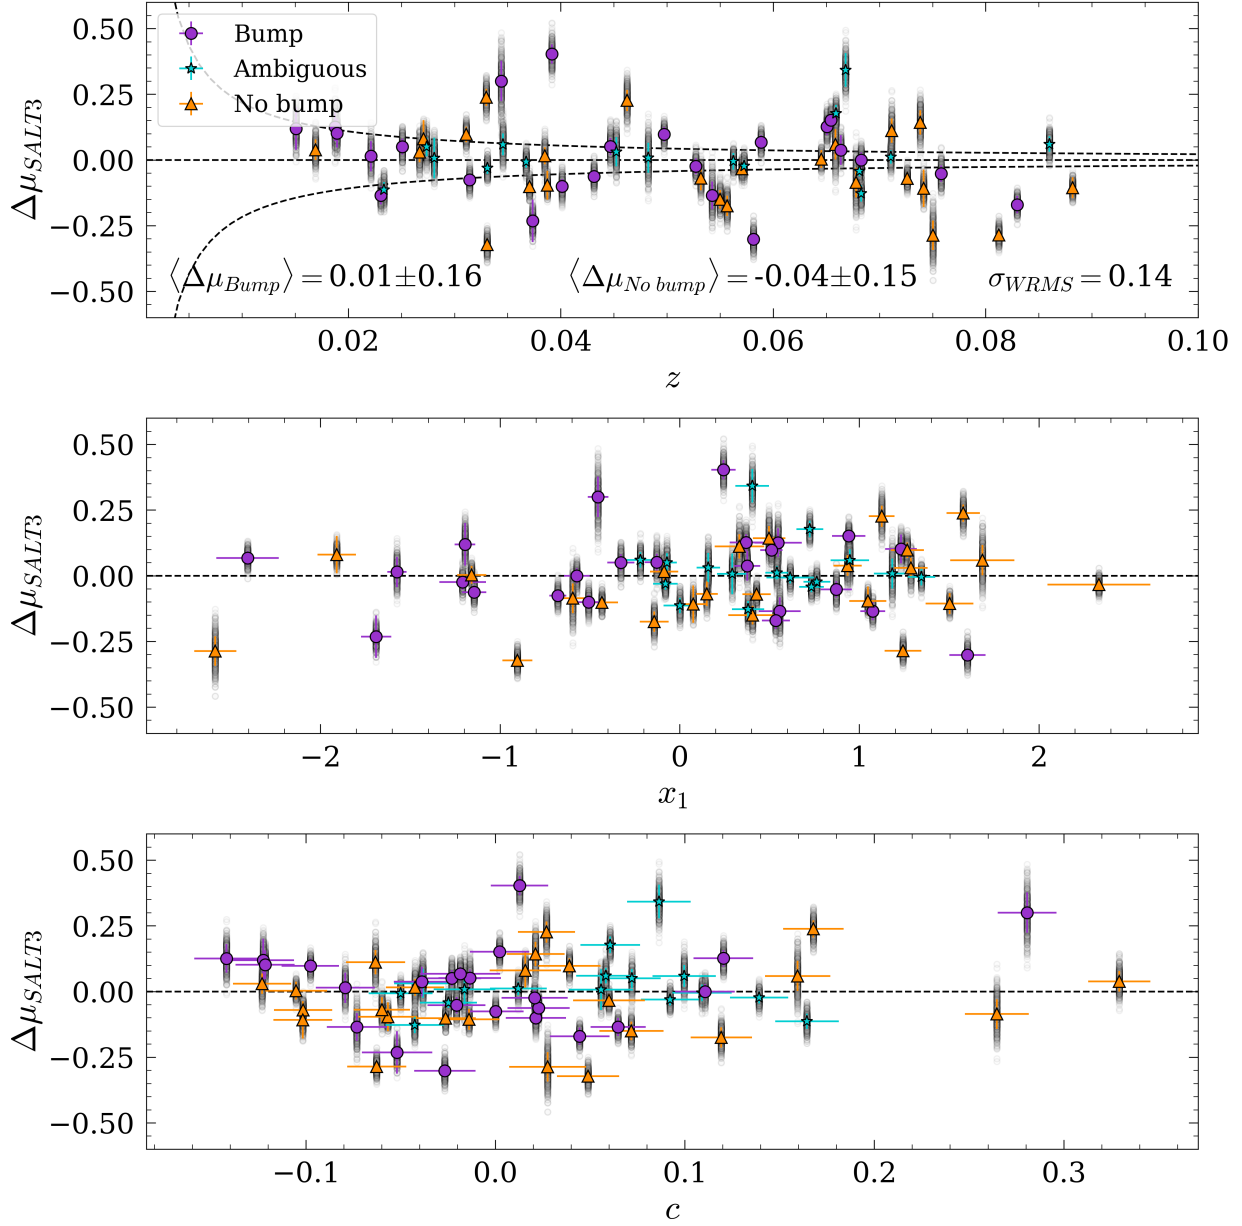 0.50
0.25
0.00
−0.25
−0.50
Δμ_SALT3
Bump
Ambiguous
No bump
⟨Δμ_Bump⟩ = 0.01±0.16
⟨Δμ_No bump⟩ = -0.04±0.15
σ_WRMS = 0.14
0.02 0.04 0.06 0.08 0.10
z
0.50
0.25
0.00
−0.25
−0.50
Δμ_SALT3
−2 −1 0 1 2
x₁
0.50
0.25
0.00
−0.25
−0.50
Δμ_SALT3
−0.1 0.0 0.1 0.2 0.3
c